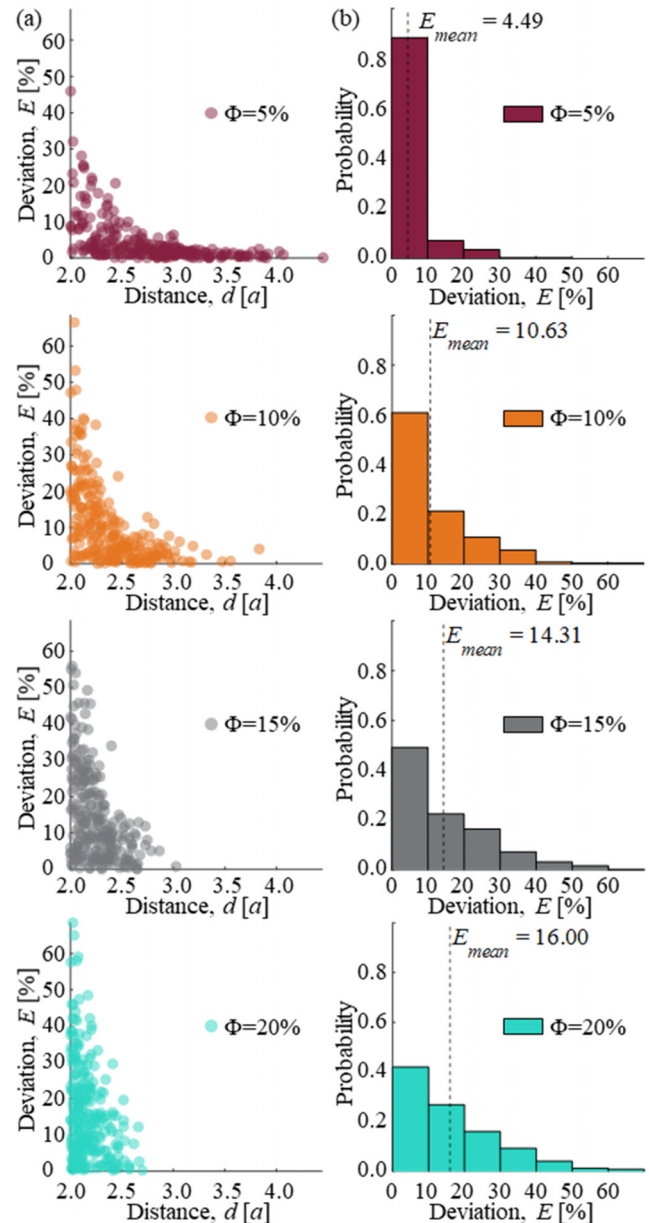 (a)
60
50
40
30
20
10
0
Deviation, E [%]
Φ=5%
2.0 2.5 3.0 3.5 4.0
Distance, d [a]
(b)
E mean = 4.49
0.8
0.6
0.4
0.2
0.0
Probability
Φ=5%
0 10 20 30 40 50 60
Deviation, E [%]
60
50
40
30
20
10
0
Deviation, E [%]
Φ=10%
2.0 2.5 3.0 3.5 4.0
Distance, d [a]
E mean = 10.63
0.8
0.6
0.4
0.2
0.0
Probability
Φ=10%
0 10 20 30 40 50 60
Deviation, E [%]
60
50
40
30
20
10
0
Deviation, E [%]
Φ=15%
2.0 2.5 3.0 3.5 4.0
Distance, d [a]
E mean = 14.31
0.8
0.6
0.4
0.2
0.0
Probability
Φ=15%
0 10 20 30 40 50 60
Deviation, E [%]
60
50
40
30
20
10
0
Deviation, E [%]
Φ=20%
2.0 2.5 3.0 3.5 4.0
Distance, d [a]
E mean = 16.00
0.8
0.6
0.4
0.2
0.0
Probability
Φ=20%
0 10 20 30 40 50 60
Deviation, E [%]